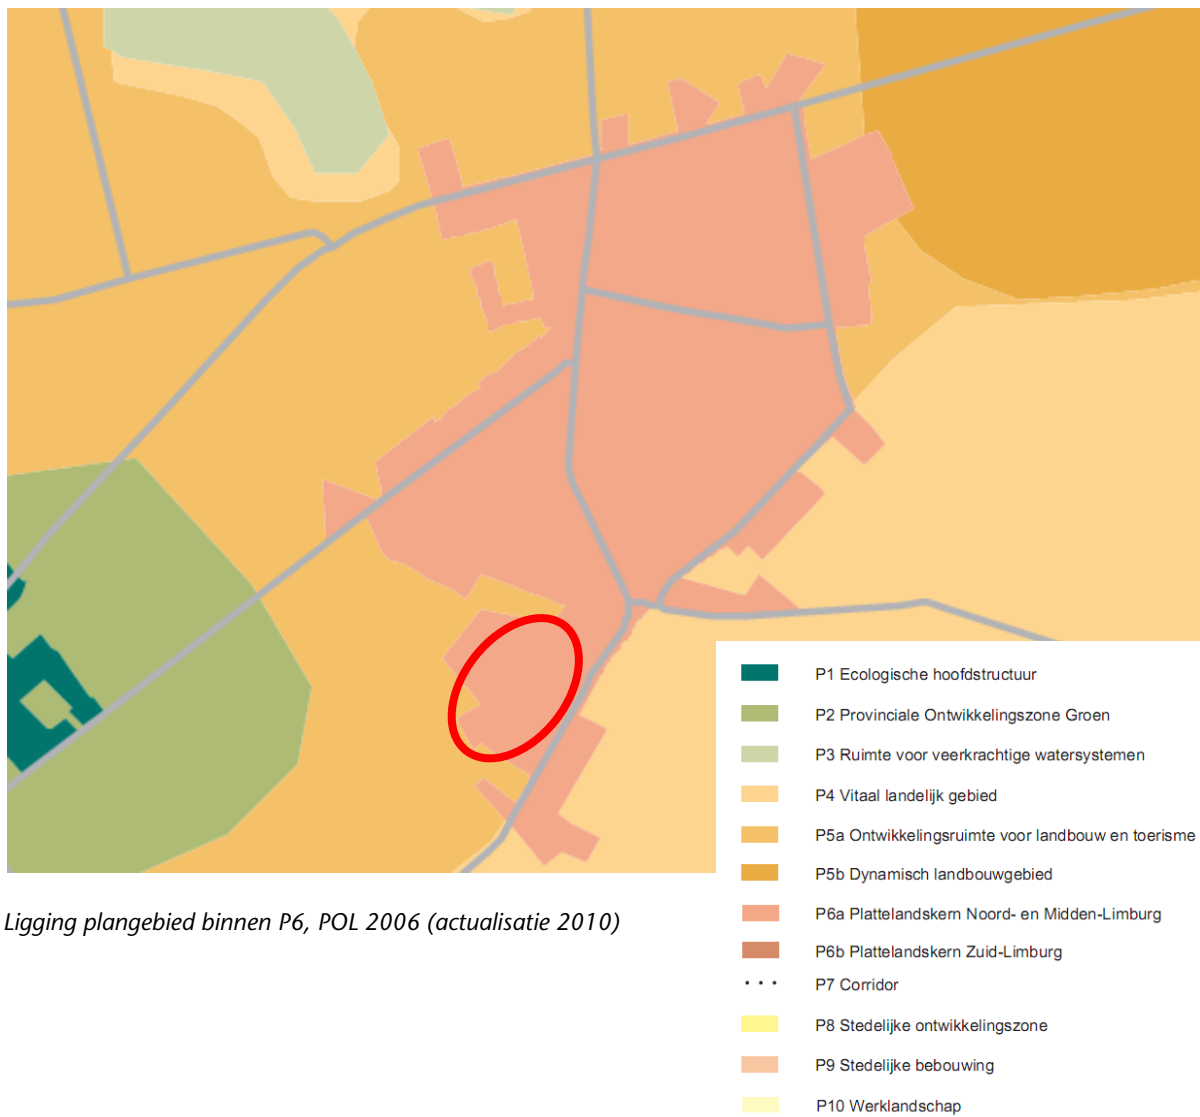 P1 Ecologische hoofdstructuur
P2 Provinciale Ontwikkelingszone Groen
P3 Ruimte voor veerkrachtige watersystemen
P4 Vitaal landelijk gebied
P5a Ontwikkelingsruimte voor landbouw en toerisme
P5b Dynamisch landbouwgebied
P6a Plattelandskern Noord- en Midden-Limburg
P6b Plattelandskern Zuid-Limburg
P7 Corridor
P8 Stedelijke ontwikkelingszone
P9 Stedelijke bebouwing
P10 Werklandschap
Ligging plangebied binnen P6, POL 2006 (actualisatie 2010)